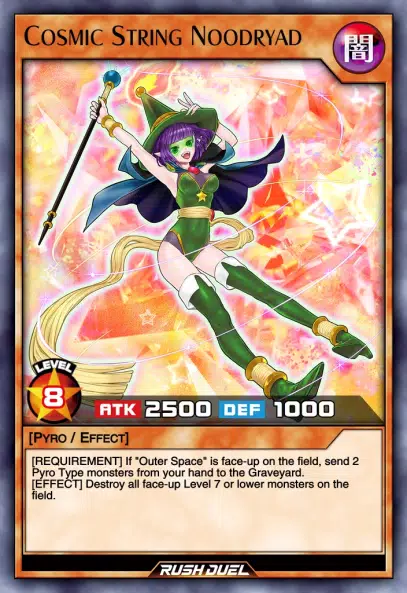 COSMIC STRING NOODRYAD
闇
LEVEL
8
ATK 2500 DEF 1000
[PYRO / EFFECT]
[REQUIREMENT] If "Outer Space" is face-up on the field, send 2
Pyro Type monsters from your hand to the Graveyard.
[EFFECT] Destroy all face-up Level 7 or lower monsters on the
field.
RUSH DUEL